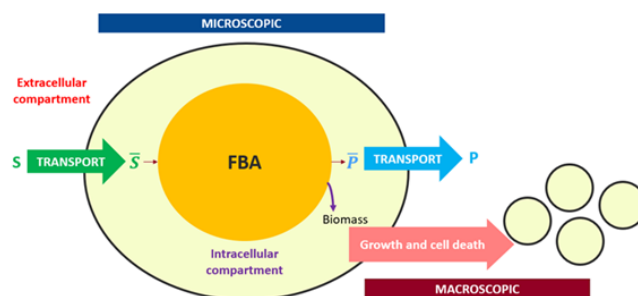 MICROSCOPIC
Extracellular
compartment
S
TRANSPORT
S̅
FBA
P̅
TRANSPORT
P
Biomass
Intracellular
compartment
Growth and cell death
MACROSCOPIC